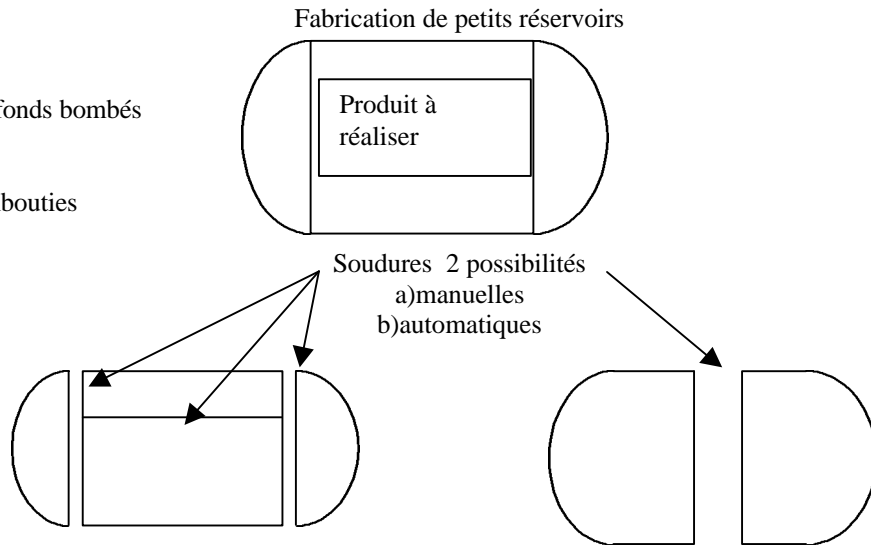 Fabrication de petits réservoirs
fonds bombés
Produit à
réaliser
bouties
Soudures 2 possibilités
a)manuelles
b)automatiques